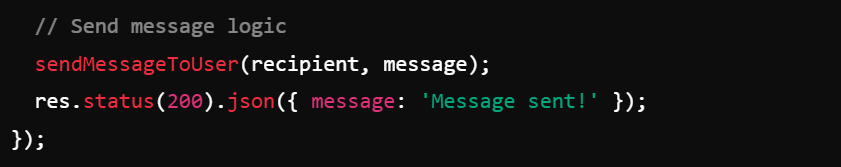 // Send message logic
sendMessageToUser(recipient, message);
res.status(200).json({ message: 'Message sent!' });
});